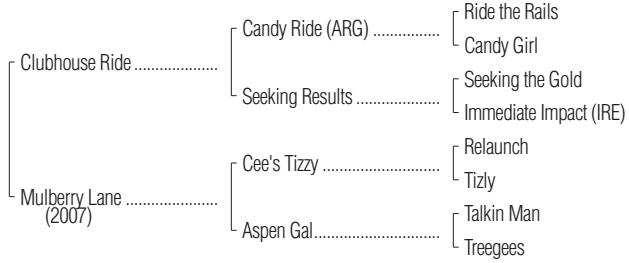 Ride the Rails
Candy Ride (ARG) ................
Candy Girl
Clubhouse Ride ....................
Seeking the Gold
Seeking Results ....................
Immediate Impact (IRE)
Relaunch
Cee's Tizzy ............................
Tizly
Mulberry Lane ......................
(2007)
Talkin Man
Aspen Gal..............................
Treegees